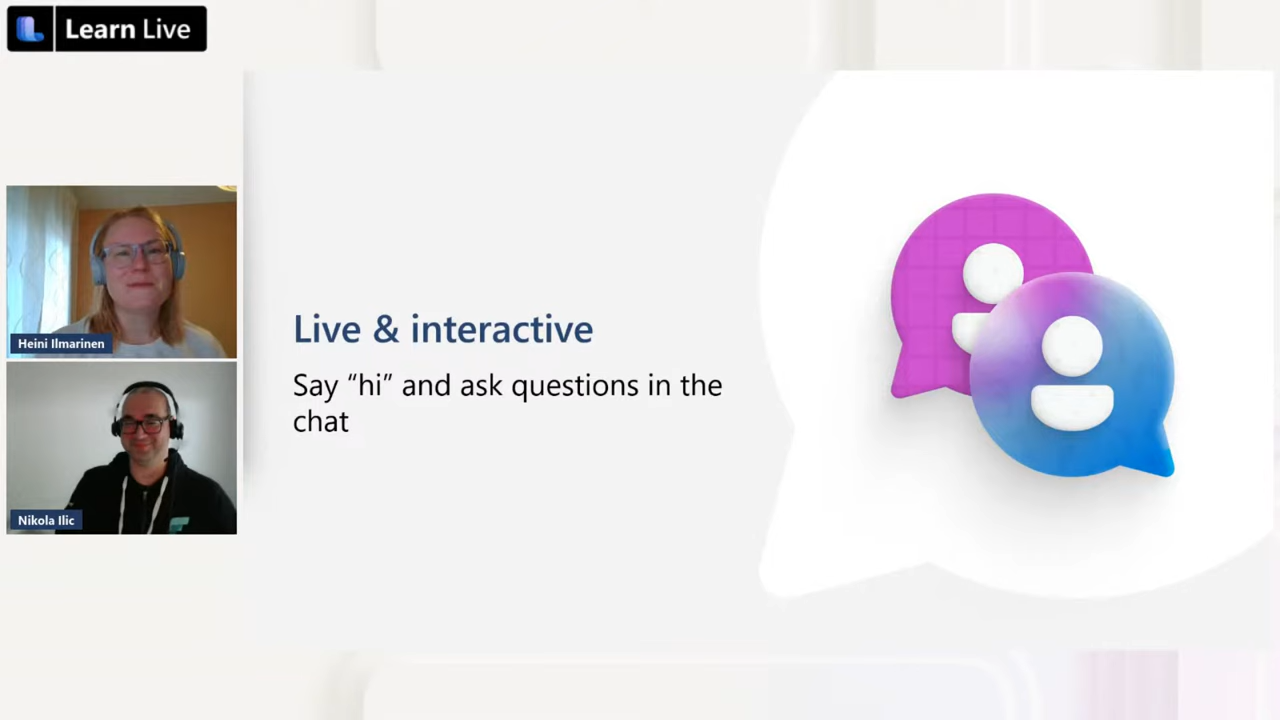 Learn Live
Heini Ilmarinen
Nikola Ilic
Live & interactive
Say “hi” and ask questions in the
chat